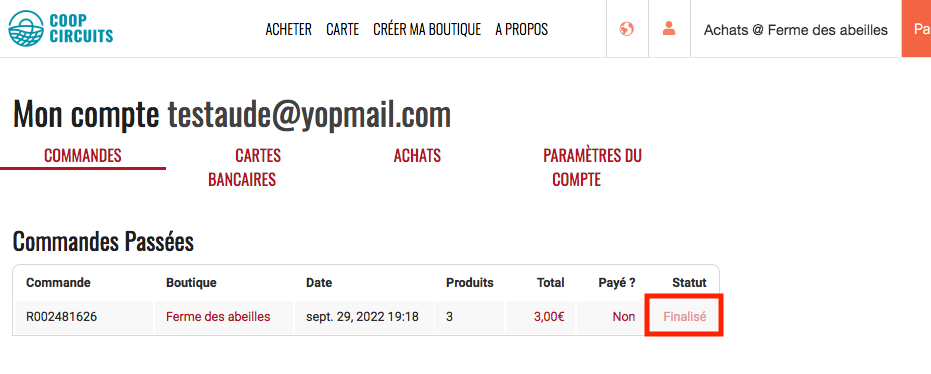 COOP
CIRCUITS
ACHETER CARTE CRÉER MA BOUTIQUE A PROPOS Achats @ Ferme des abeilles Pa
Mon compte testaude@yopmail.com
COMMANDES CARTES BANCAIRES ACHATS PARAMÈTRES DU COMPTE
Commandes Passées
Commande Boutique Date Produits Total Payé ? Statut
R002481626 Ferme des abeilles sept. 29, 2022 19:18 3 3,00€ Non Finalisé